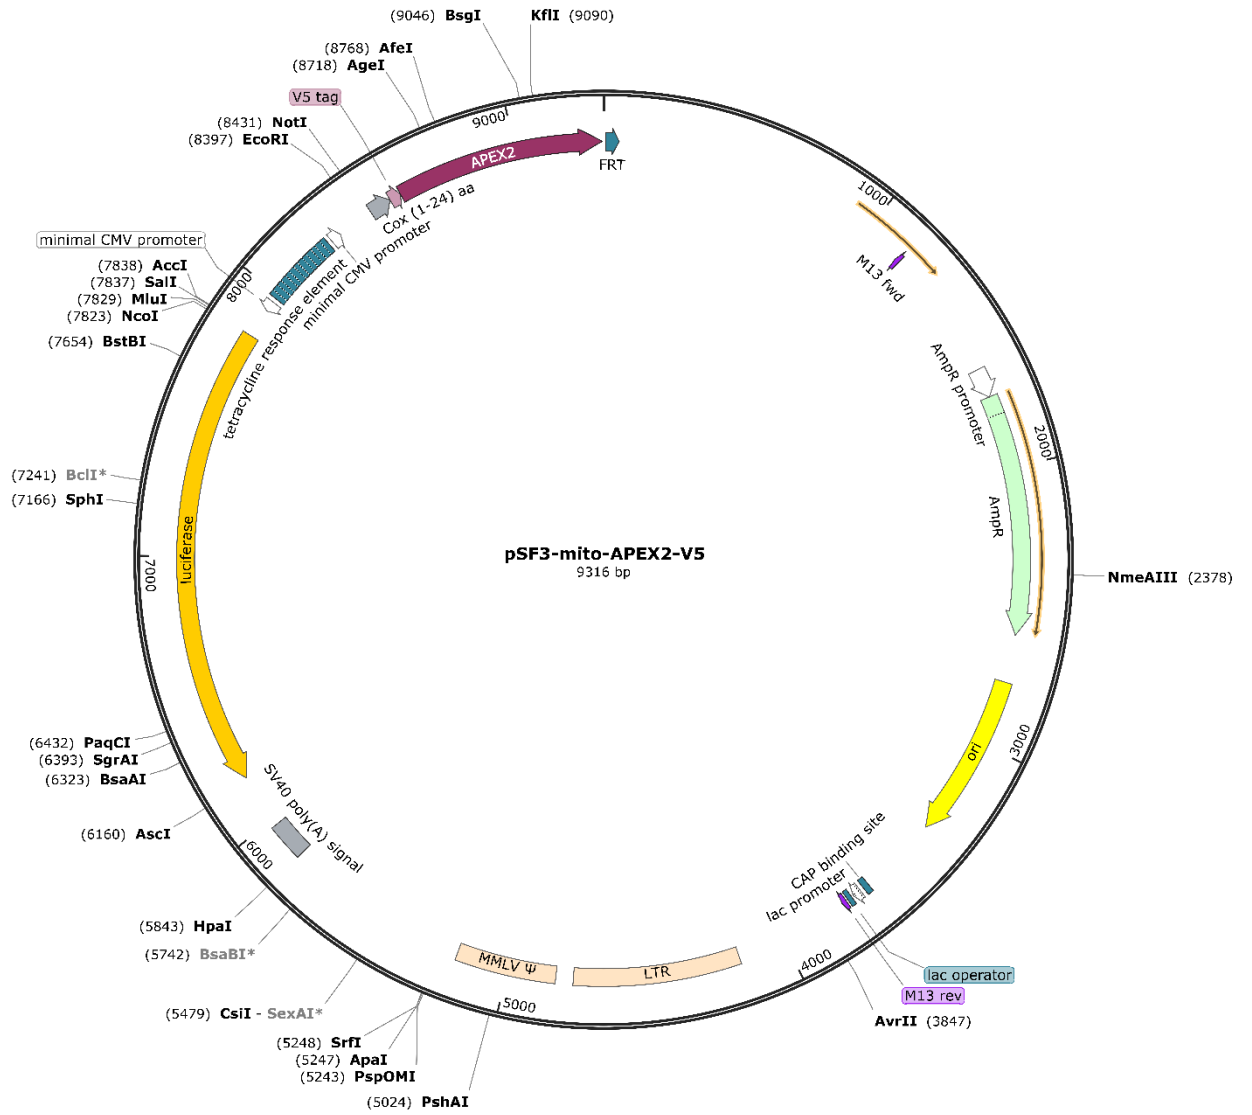 (9046) BsgI
KflI (9090)
(8768) AfeI
(8718) AgeI
V5 tag
(8431) NotI
(8397) EcoRI
9000
APEX2
FRT
Cox (1-24) aa
minimal CMV promoter
minimal CMV promoter
tetracycline response element
(7838) AccI
(7837) SalI
(7829) MluI
(7823) NcoI
(7654) BstBI
8000
1000
M13 fwd
AmpR promoter
2000
AmpR
(7241) BclI*
(7166) SphI
luciferase
7000
pSF3-mito-APEX2-V5
9316 bp
NmeAIII (2378)
(6432) PaqCI
(6393) SgrAI
(6323) BsaAI
(6160) AscI
SV40 poly(A) signal
6000
3000
ori
CAP binding site
lac promoter
(5843) HpaI
(5742) BsaBI*
MMLV Ψ
LTR
4000
lac operator
M13 rev
AvrII (3847)
5000
(5479) CsiI - SexAI*
(5248) SrfI
(5247) ApaI
(5243) PspOMI
(5024) PshAI